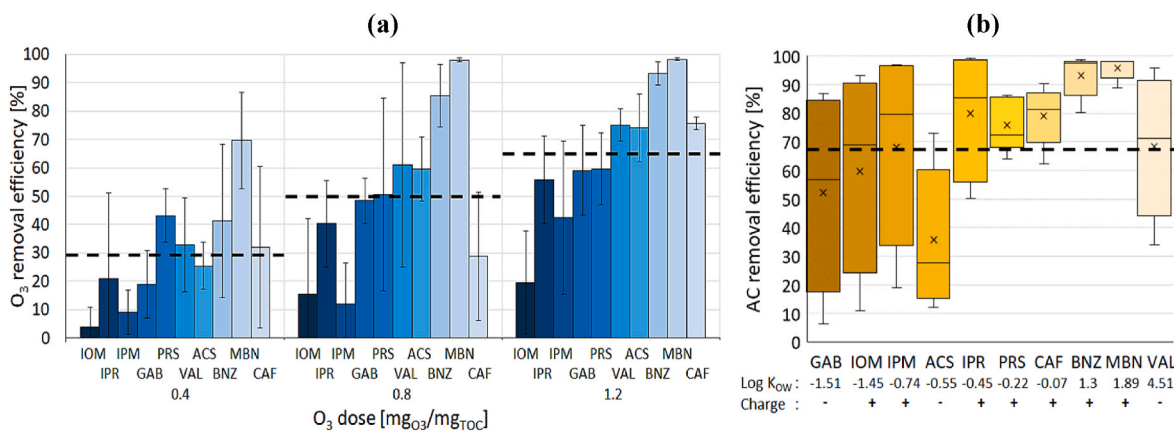 (a)
O3 removal efficiency [%]
100
90
80
70
60
50
40
30
20
10
0
IOM IPM PRS ACS MBN IOM IPM PRS ACS MBN IOM IPM PRS ACS MBN
IPR GAB VAL BNZ CAF IPR GAB VAL BNZ CAF IPR GAB VAL BNZ CAF
0.4 0.8 1.2
O3 dose [mgO3/mgTOC]
(b)
AC removal efficiency [%]
100
90
80
70
60
50
40
30
20
10
0
GAB IOM IPM ACS IPR PRS CAF BNZ MBN VAL
Log KOW : -1.51 -1.45 -0.74 -0.55 -0.45 -0.22 -0.07 1.3 1.89 4.51
Charge : - + + - + + + + + -